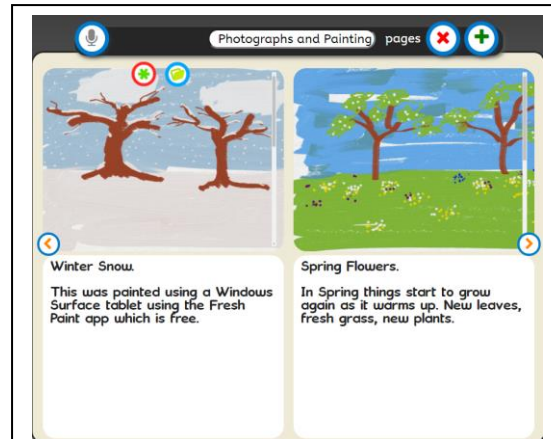 Photographs and Painting pages
Winter Snow.
This was painted using a Windows
Surface tablet using the Fresh
Paint app which is free.
Spring Flowers.
In Spring things start to grow
again as it warms up. New leaves,
fresh grass, new plants.